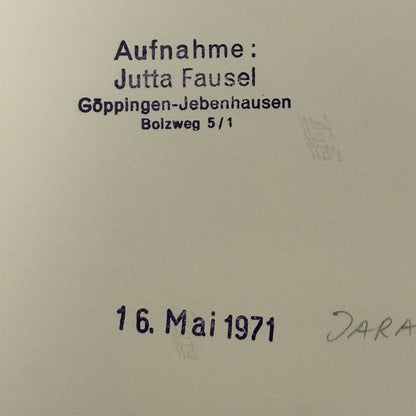 Aufnahme:
Jutta Fausel
Göppingen-Jebenhausen
Bolzweg 5/1
16. Mai 1971